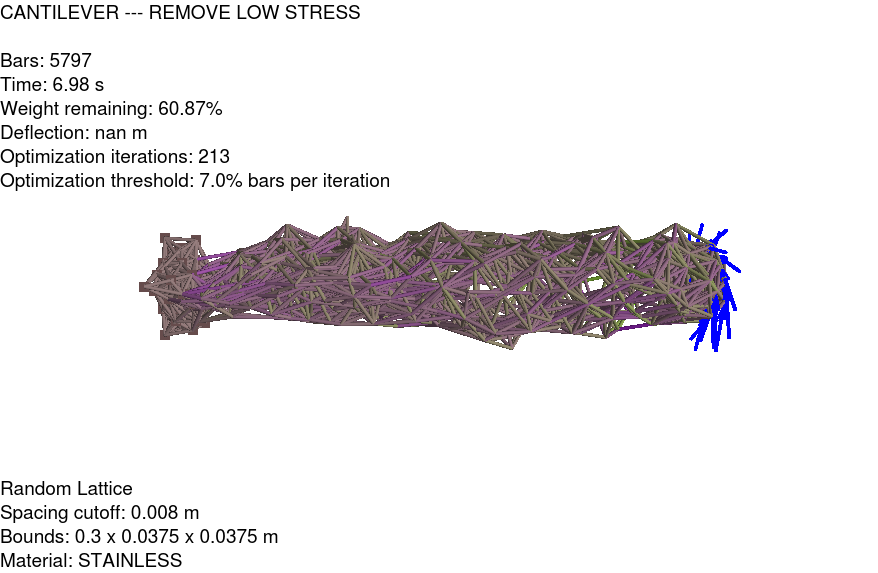 CANTILEVER --- REMOVE LOW STRESS
Bars: 5797
Time: 6.98 s
Weight remaining: 60.87%
Deflection: nan m
Optimization iterations: 213
Optimization threshold: 7.0% bars per iteration
Random Lattice
Spacing cutoff: 0.008 m
Bounds: 0.3 x 0.0375 x 0.0375 m
Material: STAINLESS